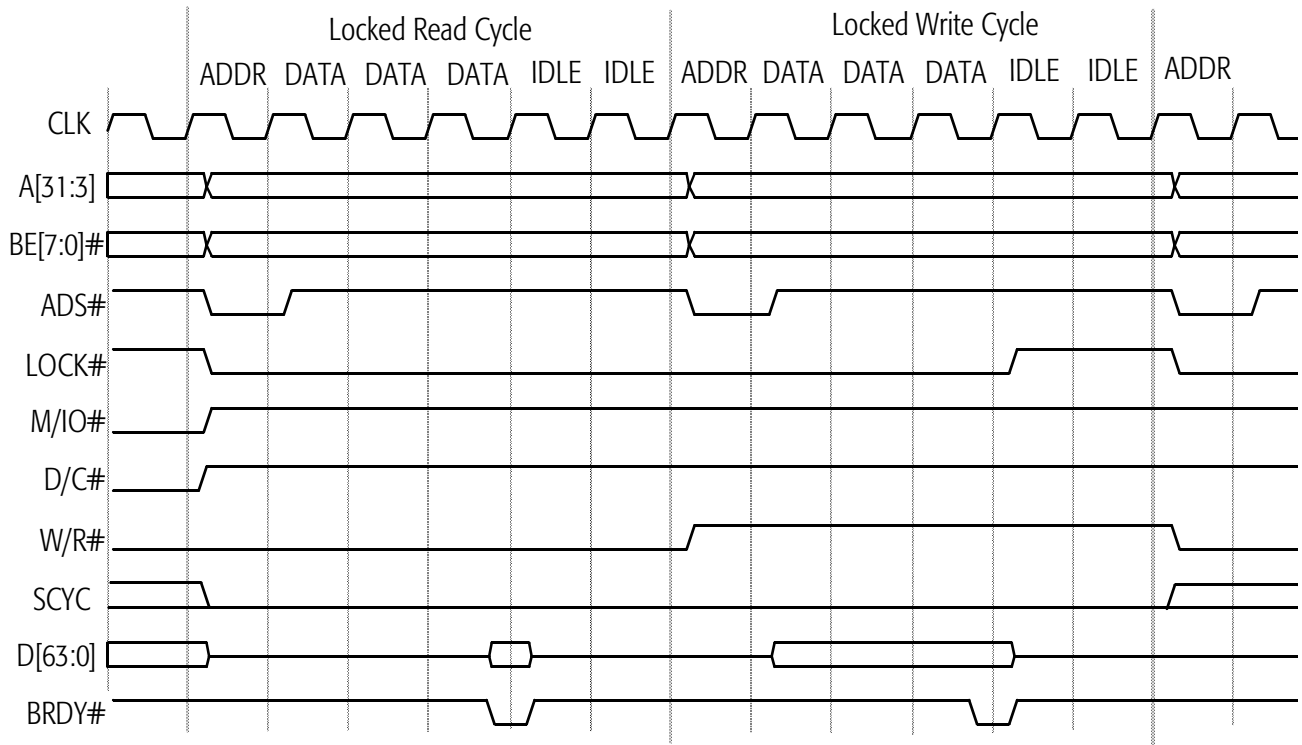 Locked Read Cycle Locked Write Cycle
ADDR DATA DATA DATA IDLE IDLE ADDR DATA DATA DATA IDLE IDLE ADDR
CLK
A[31:3]
BE[7:0]#
ADS#
LOCK#
M/IO#
D/C#
W/R#
SCYC
D[63:0]
BRDY#